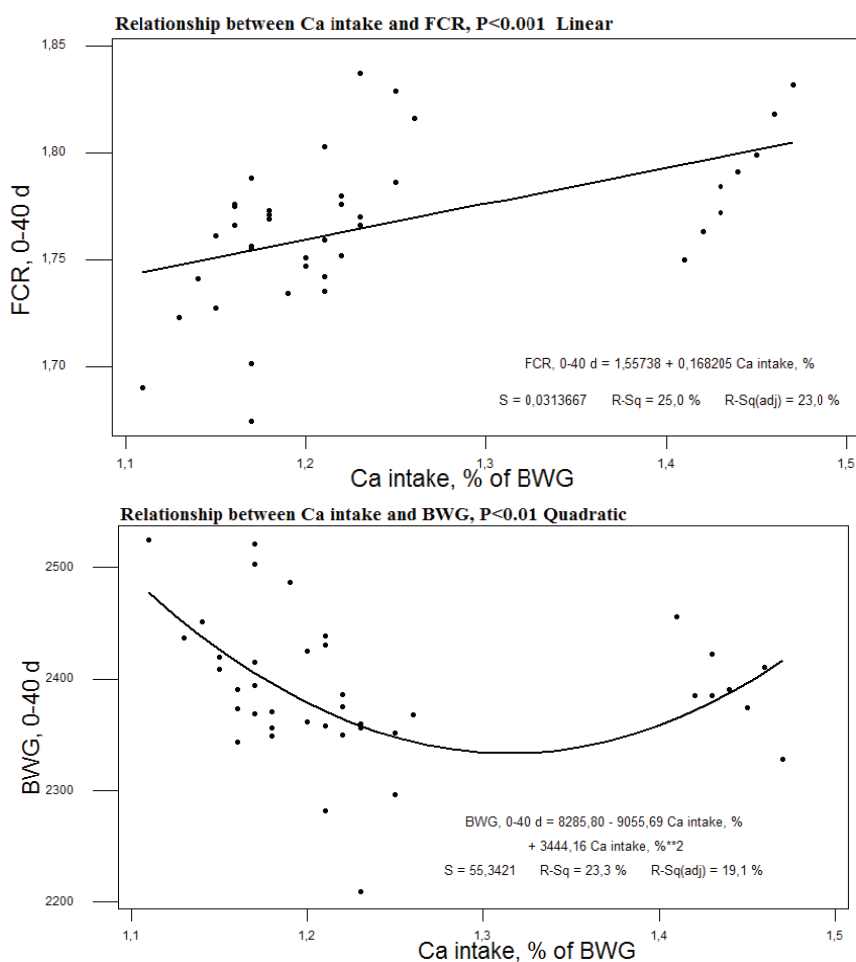 Relationship between Ca intake and FCR, P<0.001 Linear
1,85
1,80
1,75
1,70
FCR, 0-40 d
FCR, 0-40 d = 1,55738 + 0,168205 Ca intake, %
S = 0,0313667 R-Sq = 25,0 % R-Sq(adj) = 23,0 %
1,1 1,2 1,3 1,4 1,5
Ca intake, % of BWG
Relationship between Ca intake and BWG, P<0.01 Quadratic
2500
2400
2300
2200
BWG, 0-40 d
BWG, 0-40 d = 8285,80 - 9055,69 Ca intake, %
+ 3444,16 Ca intake, %**2
S = 55,3421 R-Sq = 23,3 % R-Sq(adj) = 19,1 %
1,1 1,2 1,3 1,4 1,5
Ca intake, % of BWG